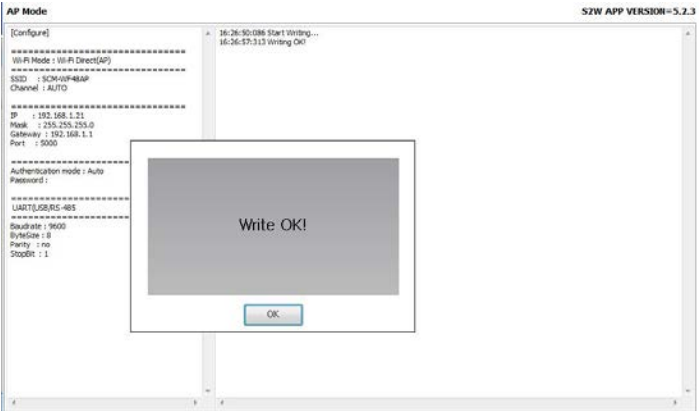 AP Mode
S2W APP VERSION=5.2.3
[Configure]
==============================
Wi-Fi Mode : Wi-Fi Direct(AP)
==============================
SSID : SCM-WF48AP
Channel : AUTO
==============================
IP : 192.168.1.21
Mask : 255.255.255.0
Gateway : 192.168.1.1
Port : 5000
====================
Authentication mode : Auto
Password :
====================
UART(USB/RS-485
====================
Baudrate : 9600
ByteSize : 8
Parity : no
StopBit : 1
16:26:50:086 Start Writing...
16:26:57:313 Writing OK!
Write OK!
OK